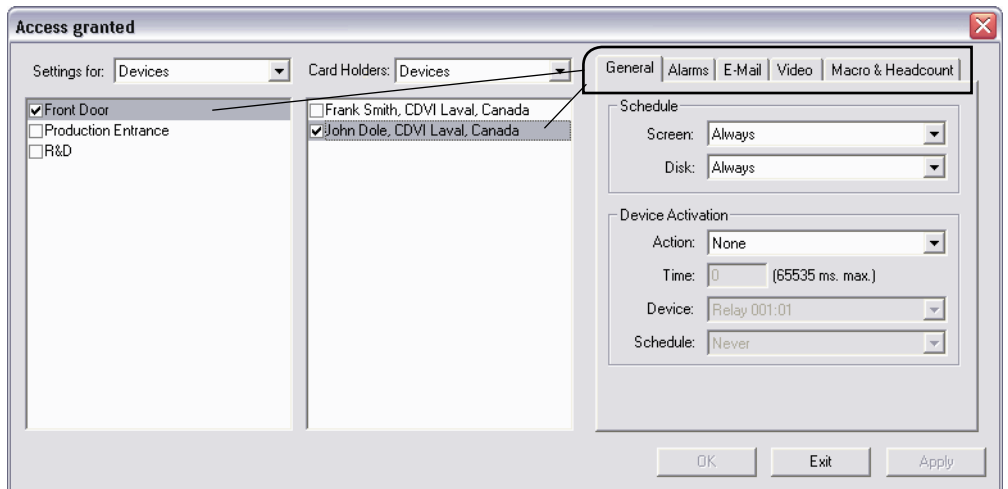 Access granted
Settings for: Devices
Card Holders: Devices
Front Door
Production Entrance
R&D
Frank Smith, CDVI Laval, Canada
John Dole, CDVI Laval, Canada
General Alarms E-Mail Video Macro & Headcount
Schedule
Screen: Always
Disk: Always
Device Activation
Action: None
Time: 0 (65535 ms. max.)
Device: Relay 001:01
Schedule: Never
OK Exit Apply